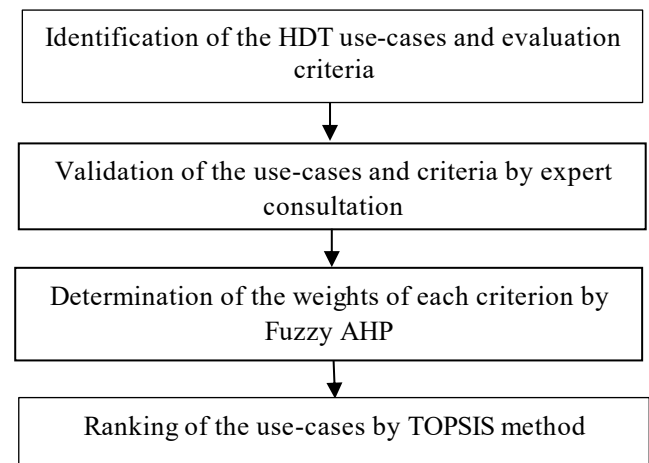 Identification of the HDT use-cases and evaluation
criteria
Validation of the use-cases and criteria by expert
consultation
Determination of the weights of each criterion by
Fuzzy AHP
Ranking of the use-cases by TOPSIS method